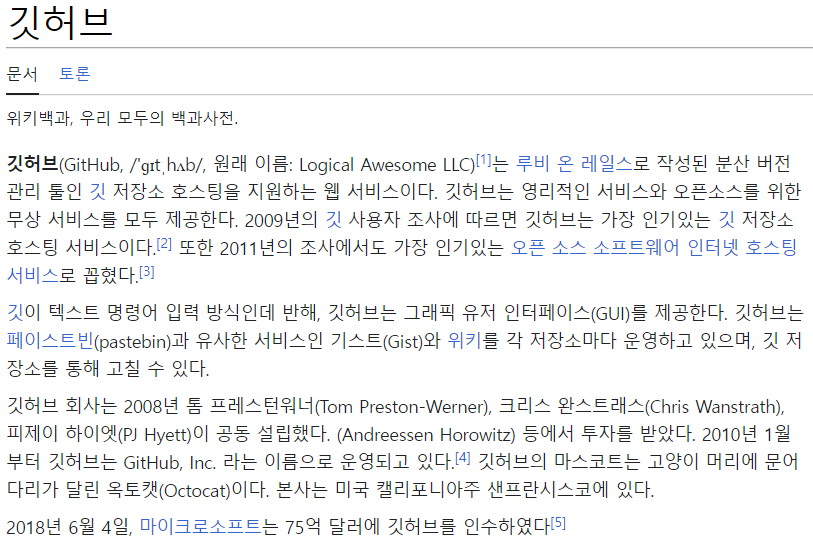 깃허브
문서 토론
위키백과, 우리 모두의 백과사전.
깃허브(GitHub, /ˈɡɪtˌhʌb/, 원래 이름: Logical Awesome LLC)[1]는 루비 온 레일스로 작성된 분산 버전
관리 툴인 깃 저장소 호스팅을 지원하는 웹 서비스이다. 깃허브는 영리적인 서비스와 오픈소스를 위한
무상 서비스를 모두 제공한다. 2009년의 깃 사용자 조사에 따르면 깃허브는 가장 인기있는 깃 저장소
호스팅 서비스이다.[2] 또한 2011년의 조사에서도 가장 인기있는 오픈 소스 소프트웨어 인터넷 호스팅
서비스로 꼽혔다.[3]
깃이 텍스트 명령어 입력 방식인데 반해, 깃허브는 그래픽 유저 인터페이스(GUI)를 제공한다. 깃허브는
페이스트빈(pastebin)과 유사한 서비스인 기스트(Gist)와 위키를 각 저장소마다 운영하고 있으며, 깃 저
장소를 통해 고칠 수 있다.
깃허브 회사는 2008년 톰 프레스턴워너(Tom Preston-Werner), 크리스 완스트래스(Chris Wanstrath),
피제이 하이엣(PJ Hyett)이 공동 설립했다. (Andreessen Horowitz) 등에서 투자를 받았다. 2010년 1월
부터 깃허브는 GitHub, Inc. 라는 이름으로 운영되고 있다.[4] 깃허브의 마스코트는 고양이 머리에 문어
다리가 달린 옥토캣(Octocat)이다. 본사는 미국 캘리포니아주 샌프란시스코에 있다.
2018년 6월 4일, 마이크로소프트는 75억 달러에 깃허브를 인수하였다[5]